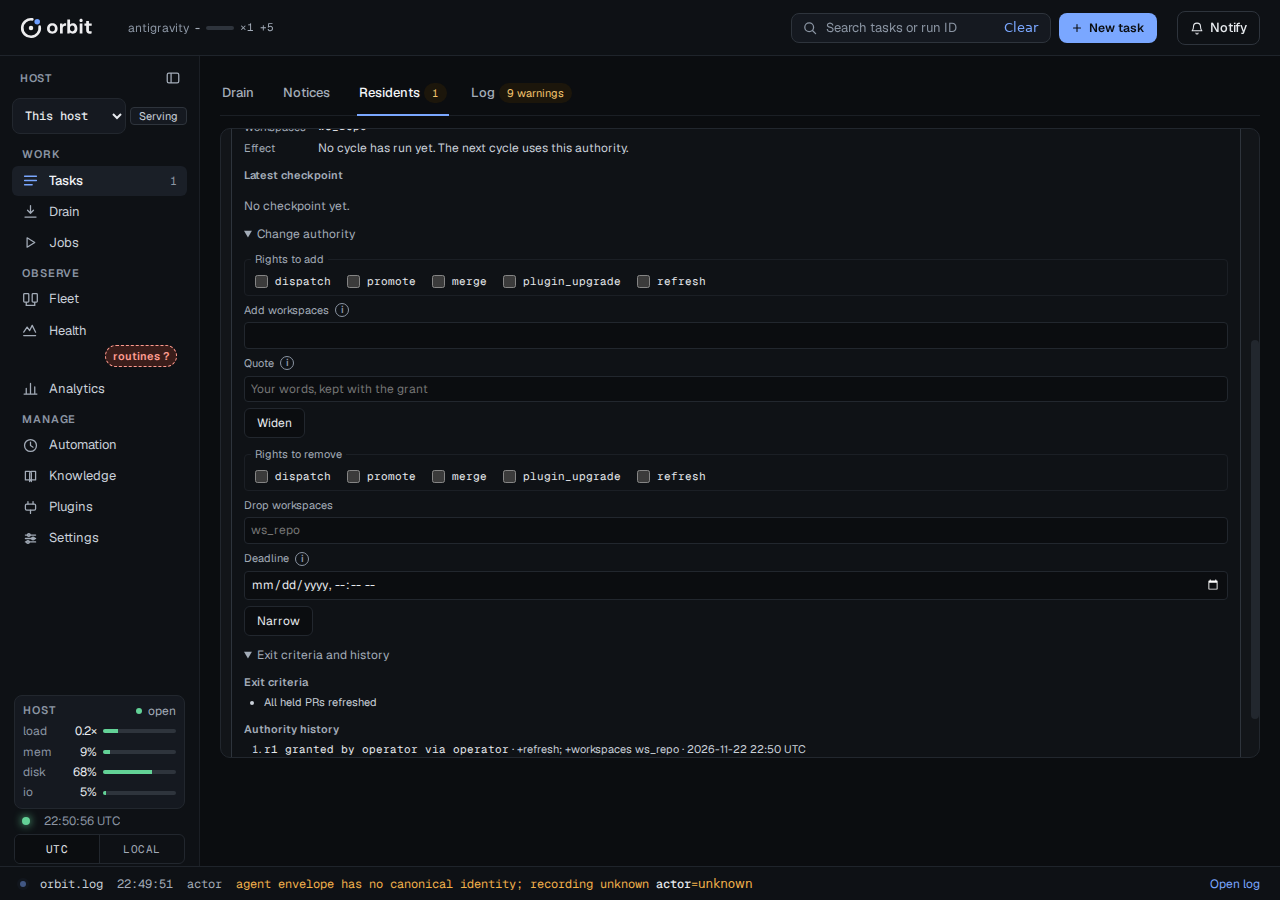 orbit
antigravity – ×1 +5
Search tasks or run ID
Clear
+ New task
Notify
HOST
This host
Serving
WORK
Tasks 1
Drain
Jobs
OBSERVE
Fleet
Health
routines ?
Analytics
MANAGE
Automation
Knowledge
Plugins
Settings
HOST open
load 0.2×
mem 9%
disk 68%
io 5%
22:50:56 UTC
UTC LOCAL
Drain Notices Residents 1 Log 9 warnings
Workspaces ws_repo
Effect No cycle has run yet. The next cycle uses this authority.
Latest checkpoint
No checkpoint yet.
▼ Change authority
Rights to add
dispatch promote merge plugin_upgrade refresh
Add workspaces i
Quote i
Your words, kept with the grant
Widen
Rights to remove
dispatch promote merge plugin_upgrade refresh
Drop workspaces
ws_repo
Deadline i
mm/dd/yyyy, --:-- --
Narrow
▼ Exit criteria and history
Exit criteria
• All held PRs refreshed
Authority history
1. r1 granted by operator via operator · +refresh; +workspaces ws_repo · 2026-11-22 22:50 UTC
orbit.log 22:49:51 actor agent envelope has no canonical identity; recording unknown actor=unknown
Open log